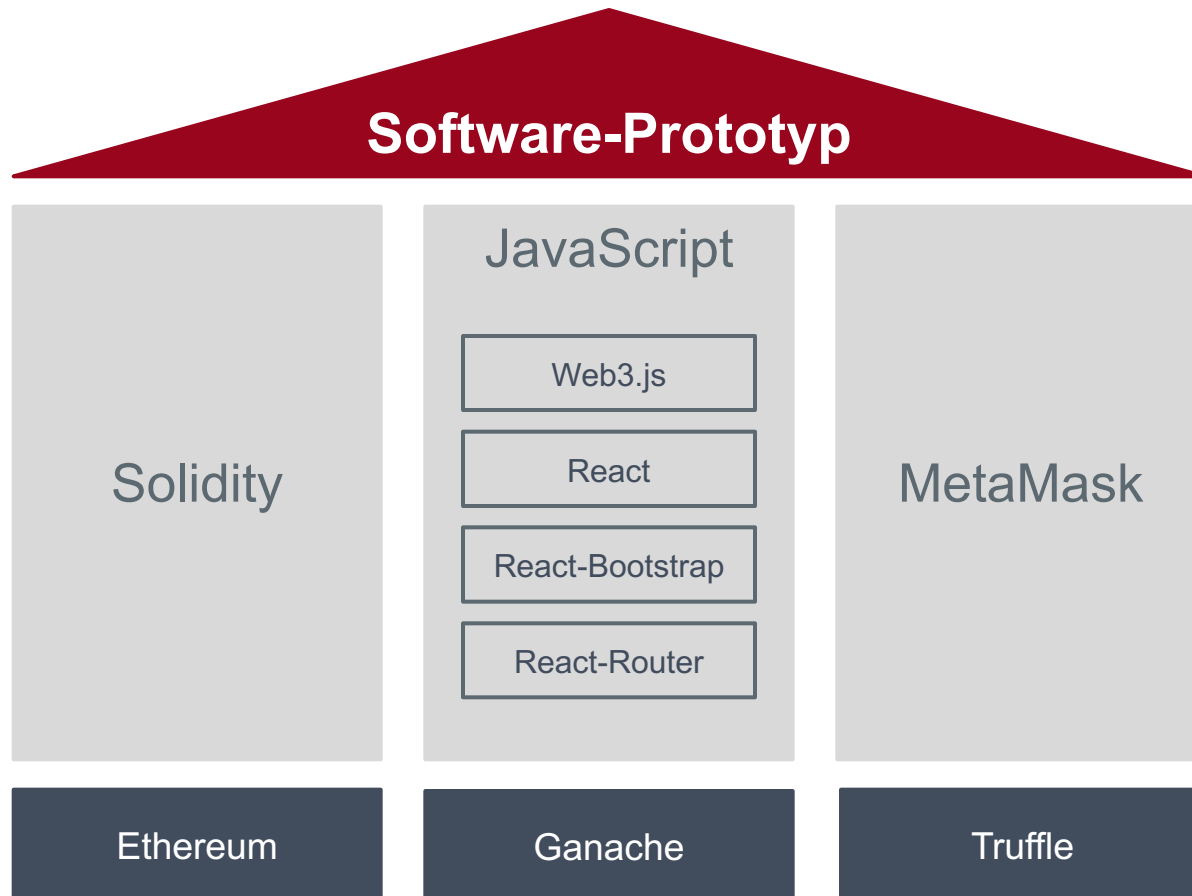 Software-Prototyp
JavaScript
Web3.js
React
React-Bootstrap
React-Router
Solidity
MetaMask
Ethereum
Ganache
Truffle